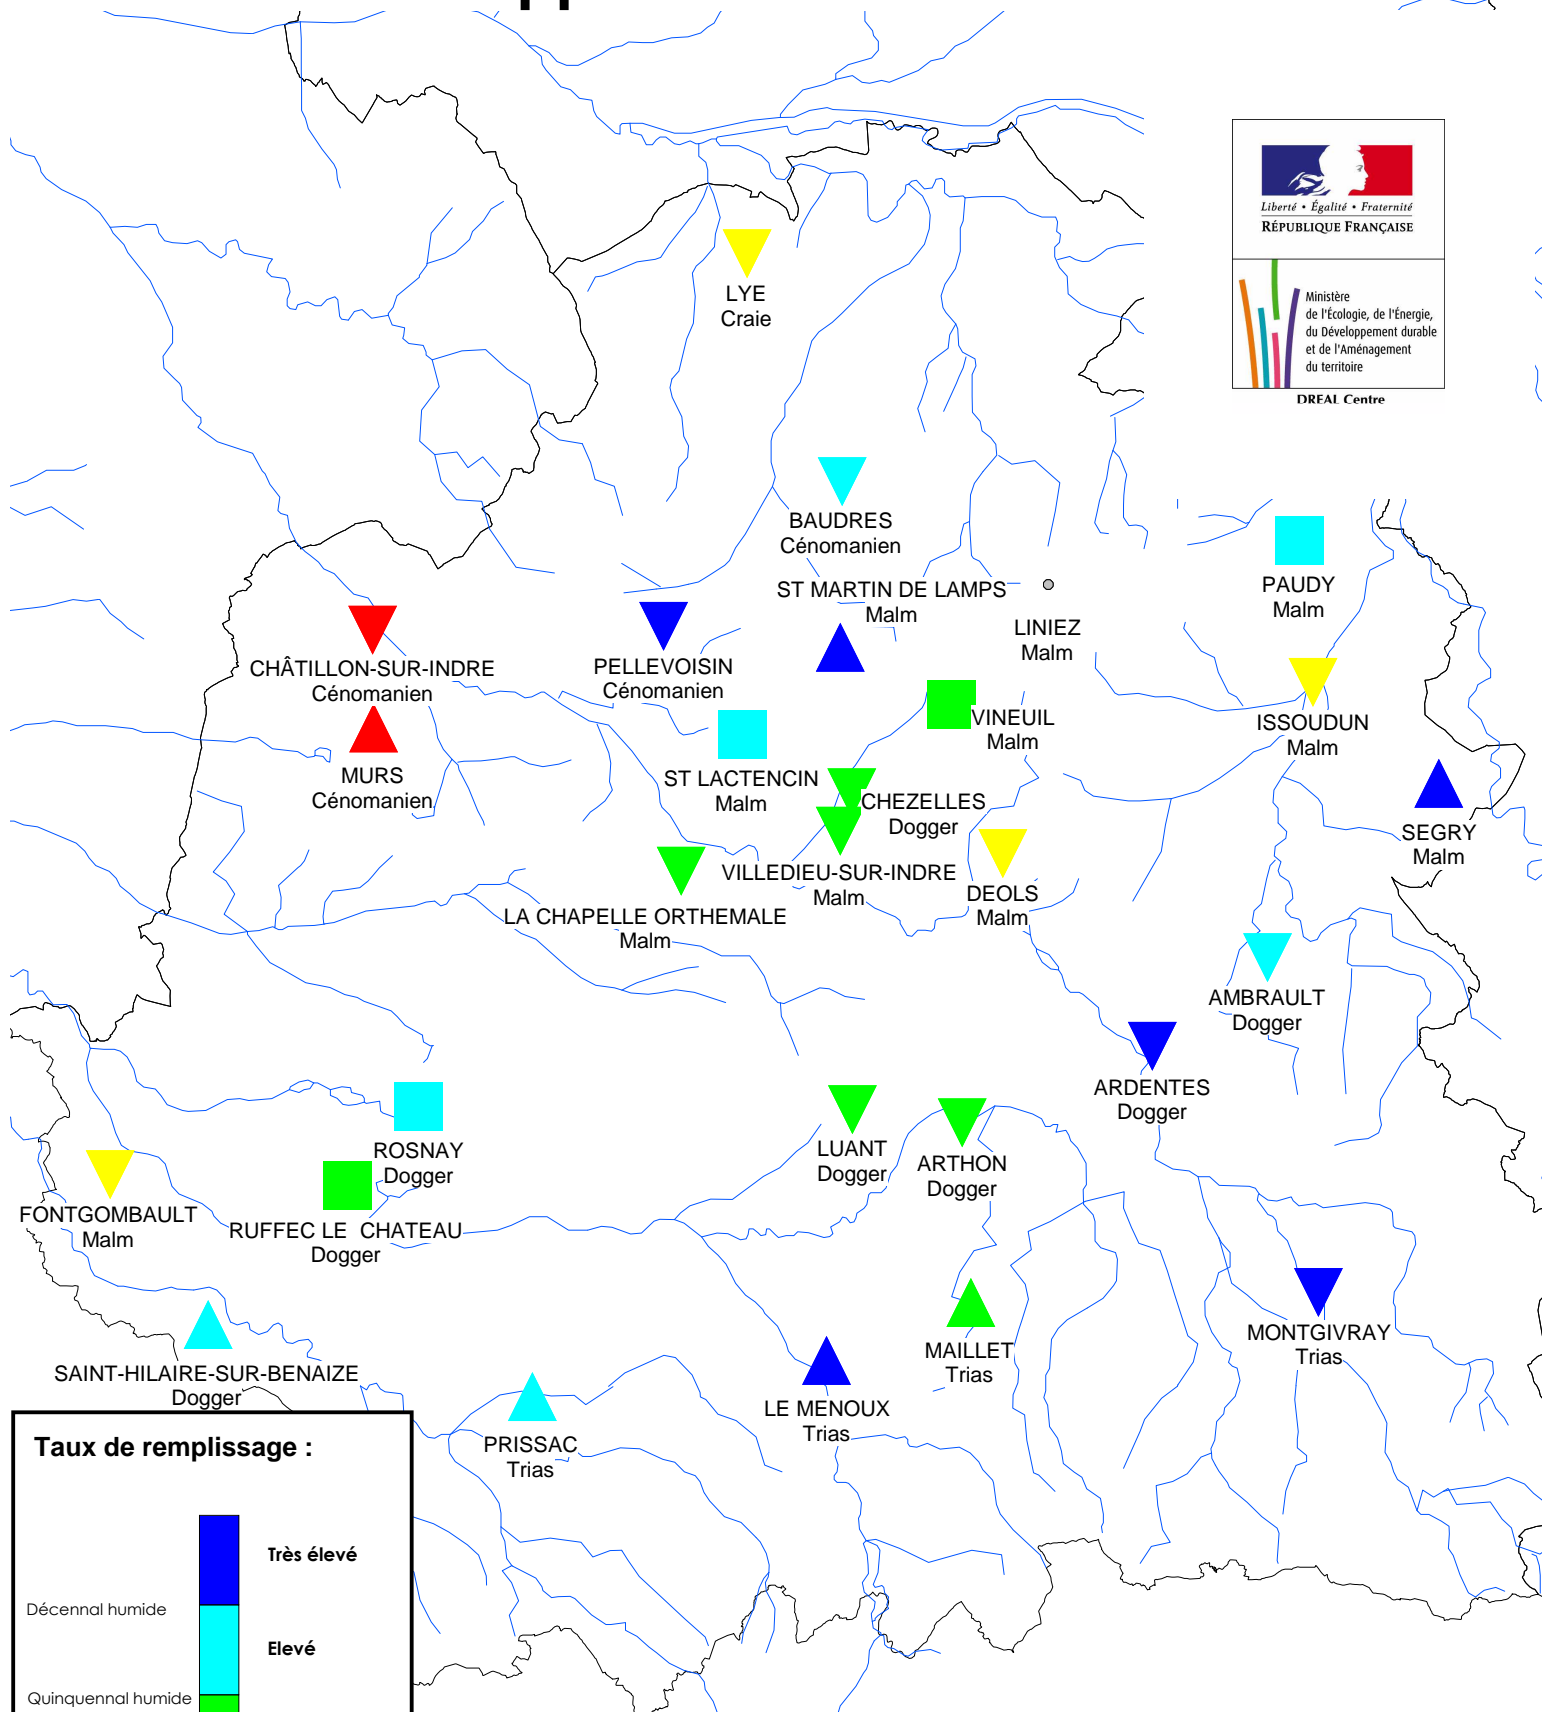 Liberté • Égalité • Fraternité
RÉPUBLIQUE FRANÇAISE
Ministère
de l'Écologie, de l'Énergie,
du Développement durable
et de l'Aménagement
du territoire
DREAL Centre
LYE
Craie
BAUDRES
Cénomanien
ST MARTIN DE LAMPS
Malm
LINIEZ
Malm
PAUDY
Malm
CHÂTILLON-SUR-INDRE
Cénomanien
PELLEVOISIN
Cénomanien
VINEUIL
Malm
ISSOUDUN
Malm
MURS
Cénomanien
ST LACTENCIN
Malm
CHEZELLES
Dogger
SEGRY
Malm
VILLEDIEU-SUR-INDRE
Malm
DEOLS
Malm
LA CHAPELLE ORTHEMALE
Malm
AMBRAULT
Dogger
ARDENTES
Dogger
ROSNAY
Dogger
LUANT
Dogger
ARTHON
Dogger
FONTGOMBAULT
Malm
RUFFEC LE CHATEAU
Dogger
MONTGIVRAY
Trias
MAILLET
Trias
SAINT-HILAIRE-SUR-BENAIZE
Dogger
LE MENOUX
Trias
PRISSAC
Trias
Taux de remplissage :
Très élevé
Décennal humide
Elevé
Quinquennal humide